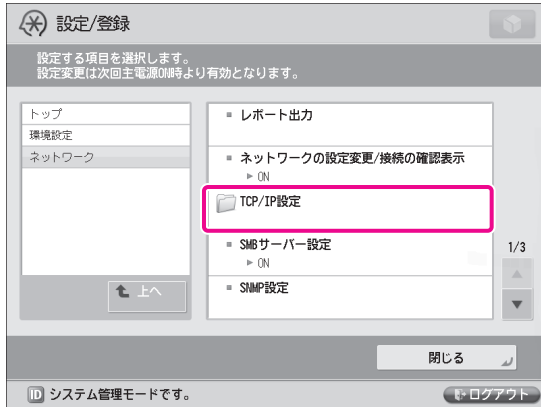 設定/登録
設定する項目を選択します。
設定変更は次回主電源ON時より有効となります。
トップ
環境設定
ネットワーク
上へ
レポート出力
ネットワークの設定変更/接続の確認表示
ON
TCP/IP設定
SMBサーバー設定
ON
SNMP設定
1/3
閉じる
ID システム管理モードです。
ログアウト